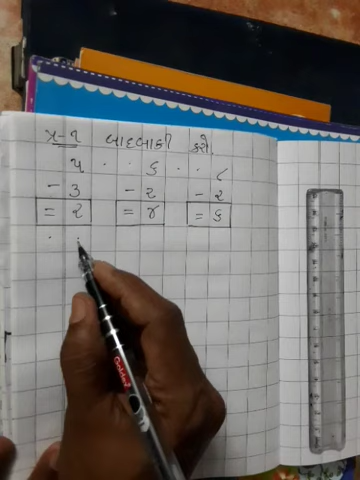 પ્ર-૨ બાદબાકી કરો.
૫ ૬ ૮
- ૩ - ૨ - ૨
= ૨ = ૪ = ૬